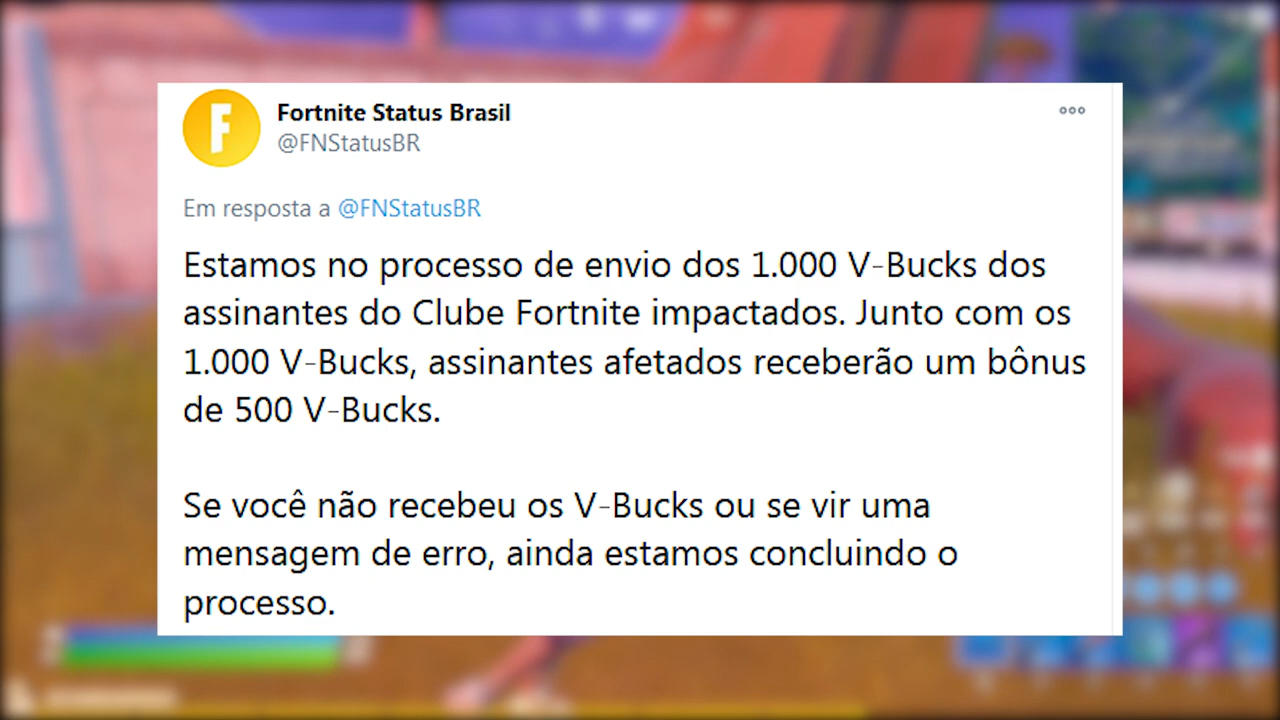 F
Fortnite Status Brasil
@FNStatusBR
Em resposta a @FNStatusBR
Estamos no processo de envio dos 1.000 V-Bucks dos
assinantes do Clube Fortnite impactados. Junto com os
1.000 V-Bucks, assinantes afetados receberão um bônus
de 500 V-Bucks.
Se você não recebeu os V-Bucks ou se vir uma
mensagem de erro, ainda estamos concluindo o
processo.